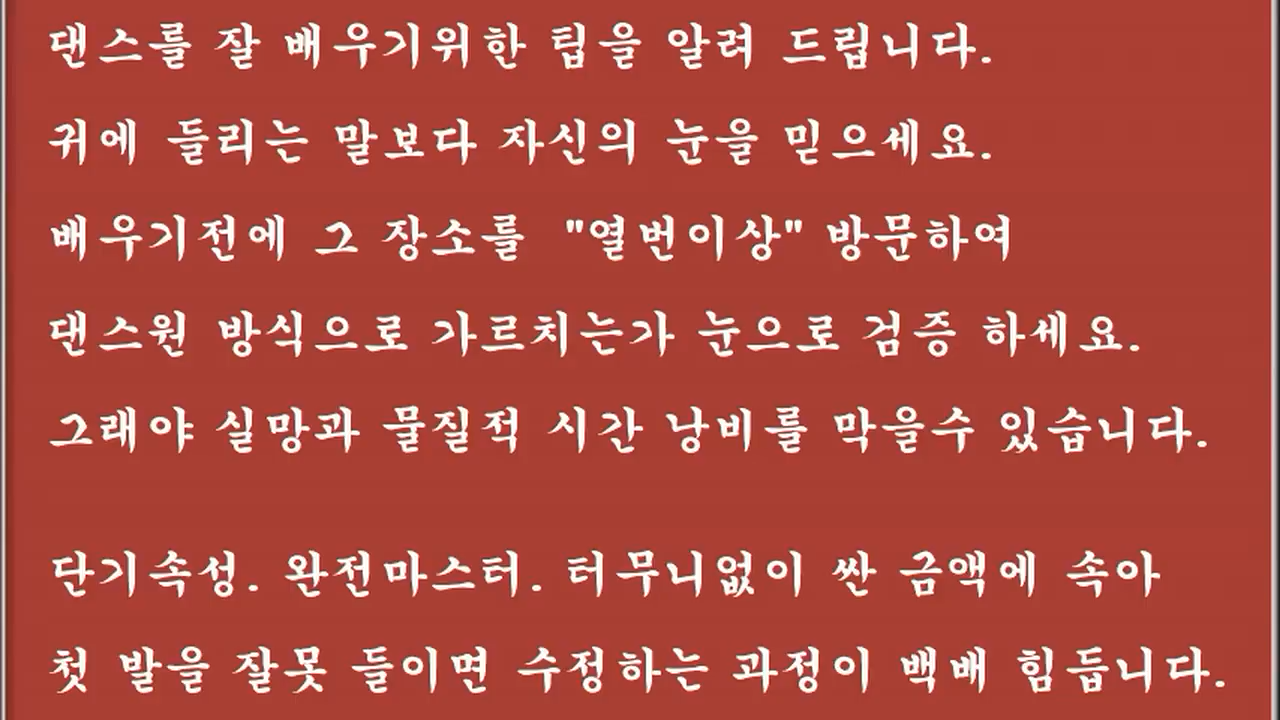 댄스를 잘 배우기위한 팁을 알려 드립니다.
귀에 들리는 말보다 자신의 눈을 믿으세요.
배우기전에 그 장소를 "열번이상" 방문하여
댄스원 방식으로 가르치는가 눈으로 검증 하세요.
그래야 실망과 물질적 시간 낭비를 막을수 있습니다.
단기속성. 완전마스터. 터무니없이 싼 금액에 속아
첫 발을 잘못 들이면 수정하는 과정이 백배 힘듭니다.